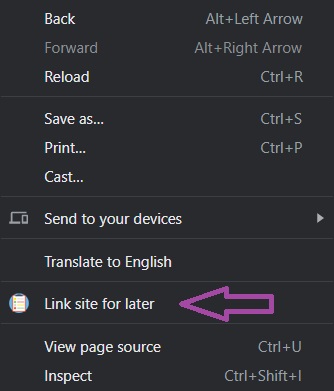 Back Alt+Left Arrow
Forward Alt+Right Arrow
Reload Ctrl+R
Save as... Ctrl+S
Print... Ctrl+P
Cast...
Send to your devices
Translate to English
Link site for later
View page source Ctrl+U
Inspect Ctrl+Shift+I